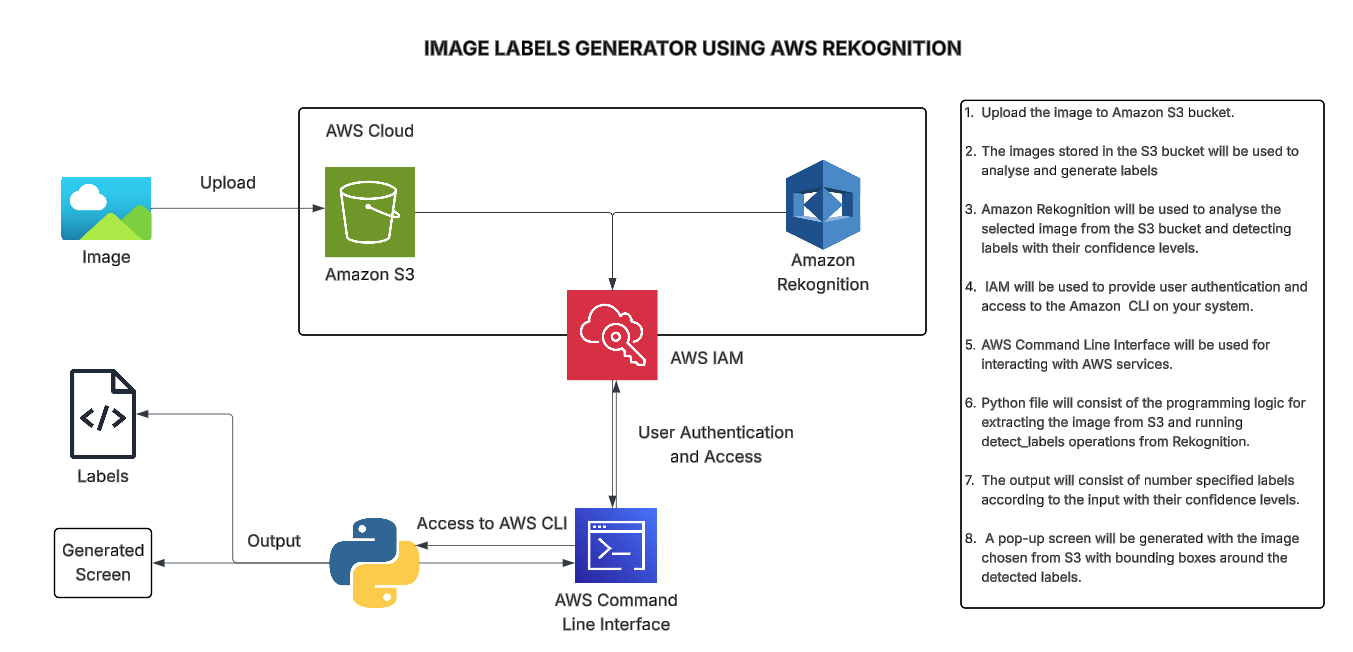 IMAGE LABELS GENERATOR USING AWS REKOGNITION
AWS Cloud
Upload
Image
Amazon S3
Amazon
Rekognition
AWS IAM
User Authentication
and Access
Labels
</>
Generated
Screen
Output
Access to AWS CLI
AWS Command
Line Interface
1. Upload the image to Amazon S3 bucket.
2. The images stored in the S3 bucket will be used to
analyse and generate labels
3. Amazon Rekognition will be used to analyse the
selected image from the S3 bucket and detecting
labels with their confidence levels.
4. IAM will be used to provide user authentication and
access to the Amazon CLI on your system.
5. AWS Command Line Interface will be used for
interacting with AWS services.
6. Python file will consist of the programming logic for
extracting the image from S3 and running
detect_labels operations from Rekognition.
7. The output will consist of number specified labels
according to the input with their confidence levels.
8. A pop-up screen will be generated with the image
chosen from S3 with bounding boxes around the
detected labels.